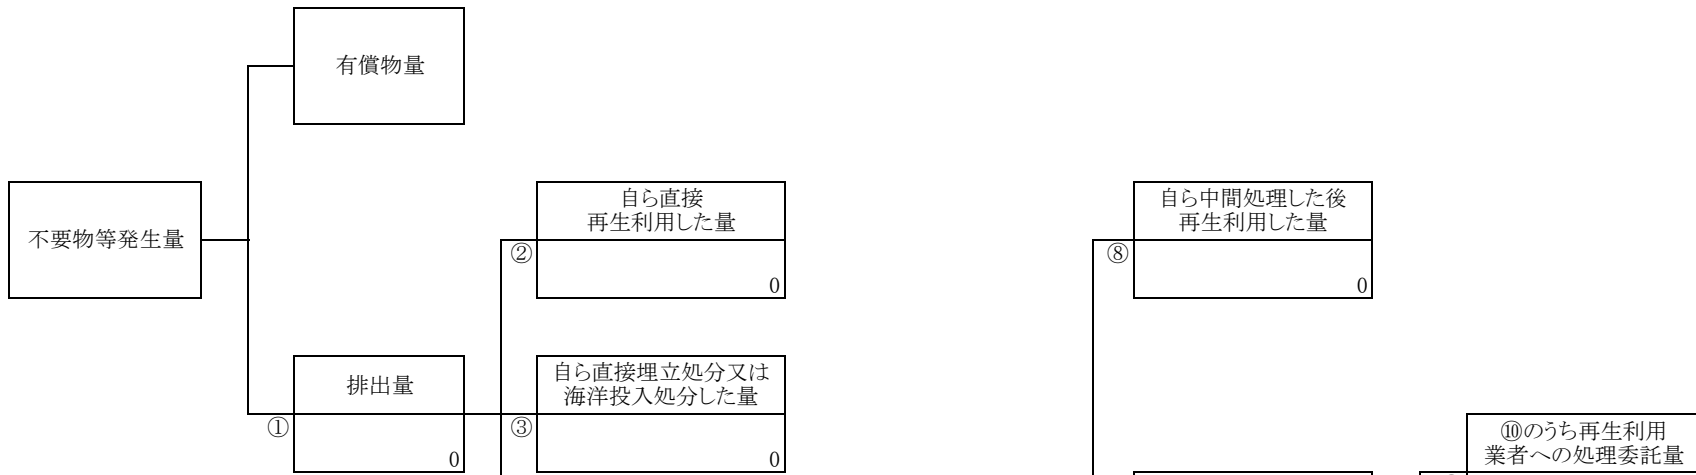 有償物量
不要物等発生量
自ら直接
再生利用した量
②
0
自ら中間処理した後
再生利用した量
⑧
0
排出量
①
0
自ら直接埋立処分又は
海洋投入処分した量
③
0
⑩のうち再生利用
業者への処理委託量